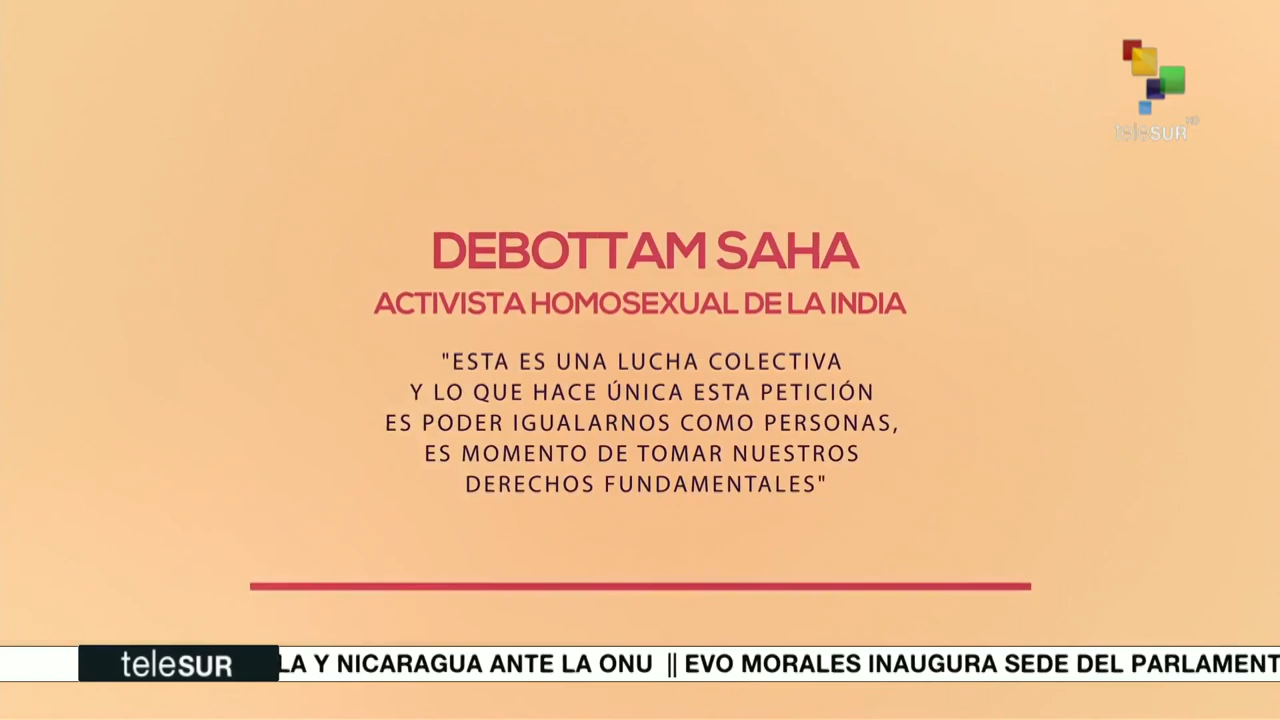 teleSUR HD
DEBOTTAM SAHA
ACTIVISTA HOMOSEXUAL DE LA INDIA
"ESTA ES UNA LUCHA COLECTIVA
Y LO QUE HACE ÚNICA ESTA PETICIÓN
ES PODER IGUALARNOS COMO PERSONAS,
ES MOMENTO DE TOMAR NUESTROS
DERECHOS FUNDAMENTALES"
teleSUR LA Y NICARAGUA ANTE LA ONU || EVO MORALES INAUGURA SEDE DEL PARLAMENT